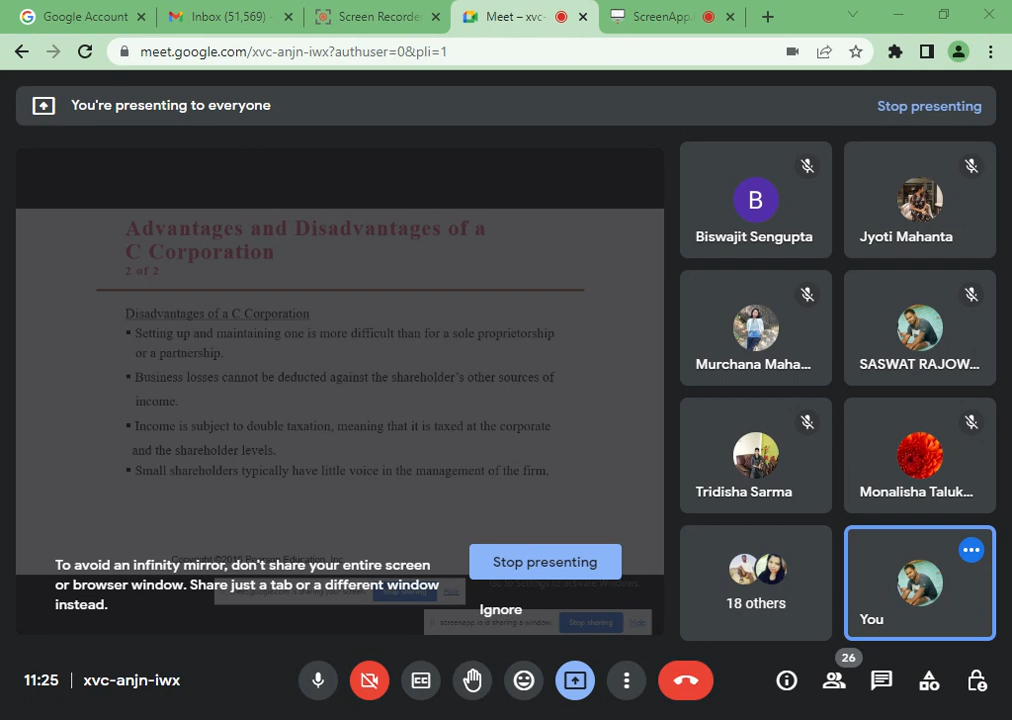 Google Account
Inbox (51,569)
Screen Recorde
Meet – xvc-
ScreenApp.
meet.google.com/xvc-anjn-iwx?authuser=0&pli=1
You're presenting to everyone
Stop presenting
Advantages and Disadvantages of a
C Corporation
2 of 2
Disadvantages of a C Corporation
▪ Setting up and maintaining one is more difficult than for a sole proprietorship
or a partnership.
▪ Business losses cannot be deducted against the shareholder's other sources of
income.
▪ Income is subject to double taxation, meaning that it is taxed at the corporate
and the shareholder levels.
▪ Small shareholders typically have little voice in the management of the firm.
To avoid an infinity mirror, don't share your entire screen
or browser window. Share just a tab or a different window
instead.
Stop presenting
Ignore
screenapp.io is sharing a window.
Stop sharing
Hide
B
Biswajit Sengupta
Jyoti Mahanta
Murchana Maha...
SASWAT RAJOW...
Tridisha Sarma
Monalisha Taluk...
18 others
You
11:25
xvc-anjn-iwx
26